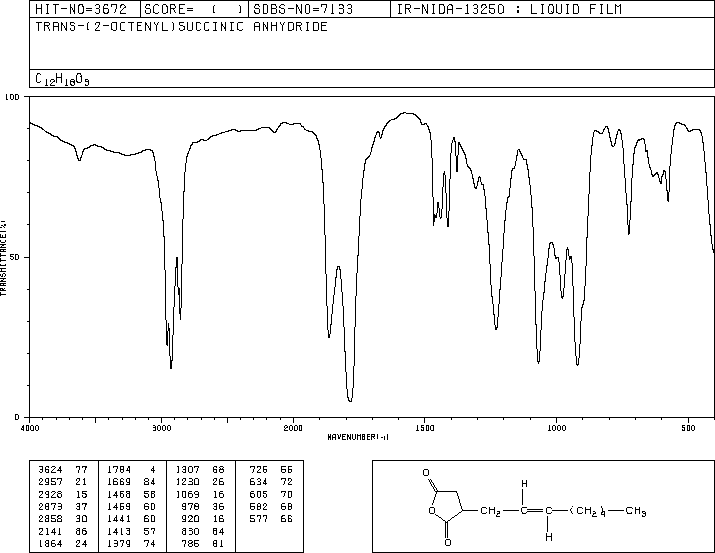 HIT-NO=3672 SCORE= ( ) SDBS-NO=7133 IR-NIDA-13250 : LIQUID FILM
TRANS-(2-OCTENYL)SUCCINIC ANHYDRIDE
C12H18O3
100
50
0
TRANSMITTANCE(%)
4000 3000 2000 1500 1000 500
WAVENUMBER(-1)
3624 77 1784 4 1307 68 726 55
2957 21 1669 84 1230 26 634 72
2928 15 1468 58 1069 16 605 70
2873 37 1459 60 978 36 582 68
2858 30 1441 60 920 16 577 66
2141 86 1413 57 830 84
1864 24 1379 74 786 81
O
O
O
CH2
H
H
(CH2)4
CH3